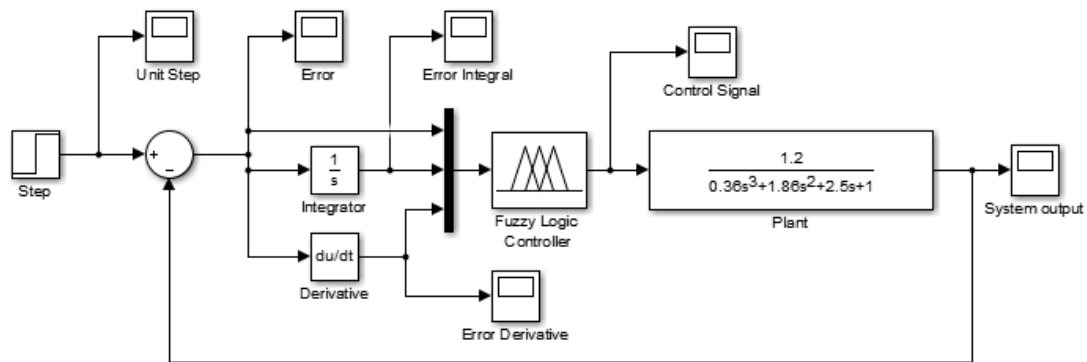 Unit Step
Error
Error Integral
Control Signal
Step
+
−
1
s
Integrator
du/dt
Derivative
Error Derivative
Fuzzy Logic
Controller
1.2
0.36s³+1.86s²+2.5s+1
Plant
System output